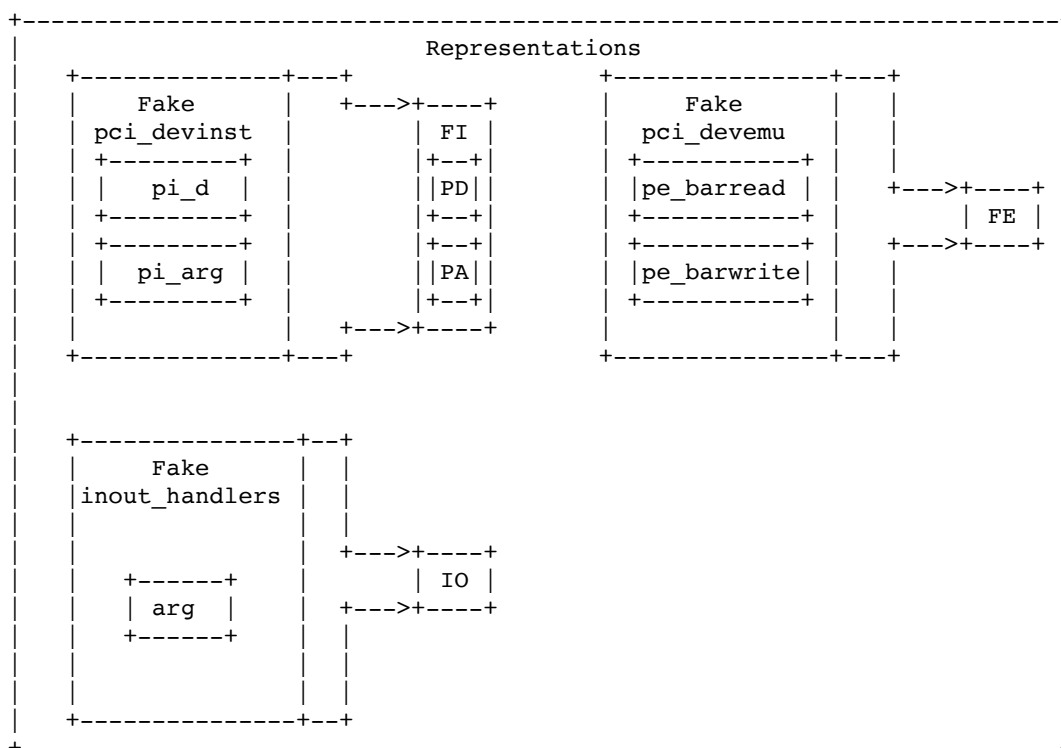 Representations
Fake
pci_devinst
pi_d
pi_arg
FI
PD
PA
Fake
pci_devemu
pe_barread
pe_barwrite
FE
Fake
inout_handlers
arg
IO